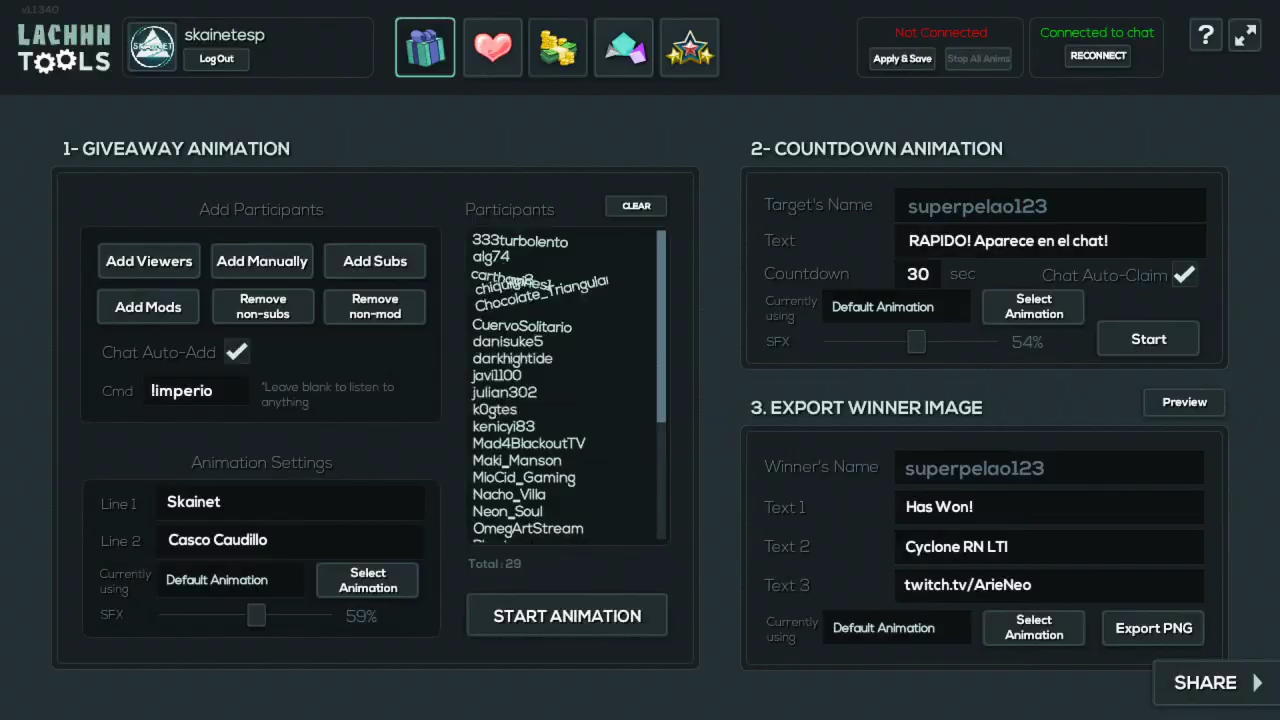 v1.1.340
LACHHH
TOOLS
skainetesp
Log Out
Not Connected
Apply & Save
Stop All Anims
Connected to chat
RECONNECT
?
1- GIVEAWAY ANIMATION
Add Participants
Add Viewers
Add Manually
Add Subs
Add Mods
Remove
non-subs
Remove
non-mod
Chat Auto-Add
Cmd
!imperio
*Leave blank to listen to
anything
Animation Settings
Line 1
Skainet
Line 2
Casco Caudillo
Currently
using
Default Animation
Select
Animation
SFX
59%
Participants
CLEAR
333turbolento
alg74
Chocolate_Triangular
CuervoSolitario
danisuke5
darkhightide
javi1100
julian302
k0gtes
kenicyi83
Mad4BlackoutTV
Maki_Manson
MioCid_Gaming
Nacho_Villa
Neon_Soul
OmegArtStream
Total : 29
START ANIMATION
2- COUNTDOWN ANIMATION
Target's Name
superpelao123
Text
RAPIDO! Aparece en el chat!
Countdown
30
sec
Chat Auto-Claim
Currently
using
Default Animation
Select
Animation
SFX
54%
Start
3. EXPORT WINNER IMAGE
Preview
Winner's Name
superpelao123
Text 1
Has Won!
Text 2
Cyclone RN LTI
Text 3
twitch.tv/ArieNeo
Currently
using
Default Animation
Select
Animation
Export PNG
SHARE